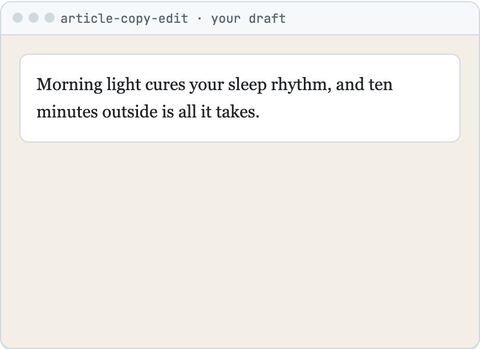 article-copy-edit · your draft
Morning light cures your sleep rhythm, and ten
minutes outside is all it takes.